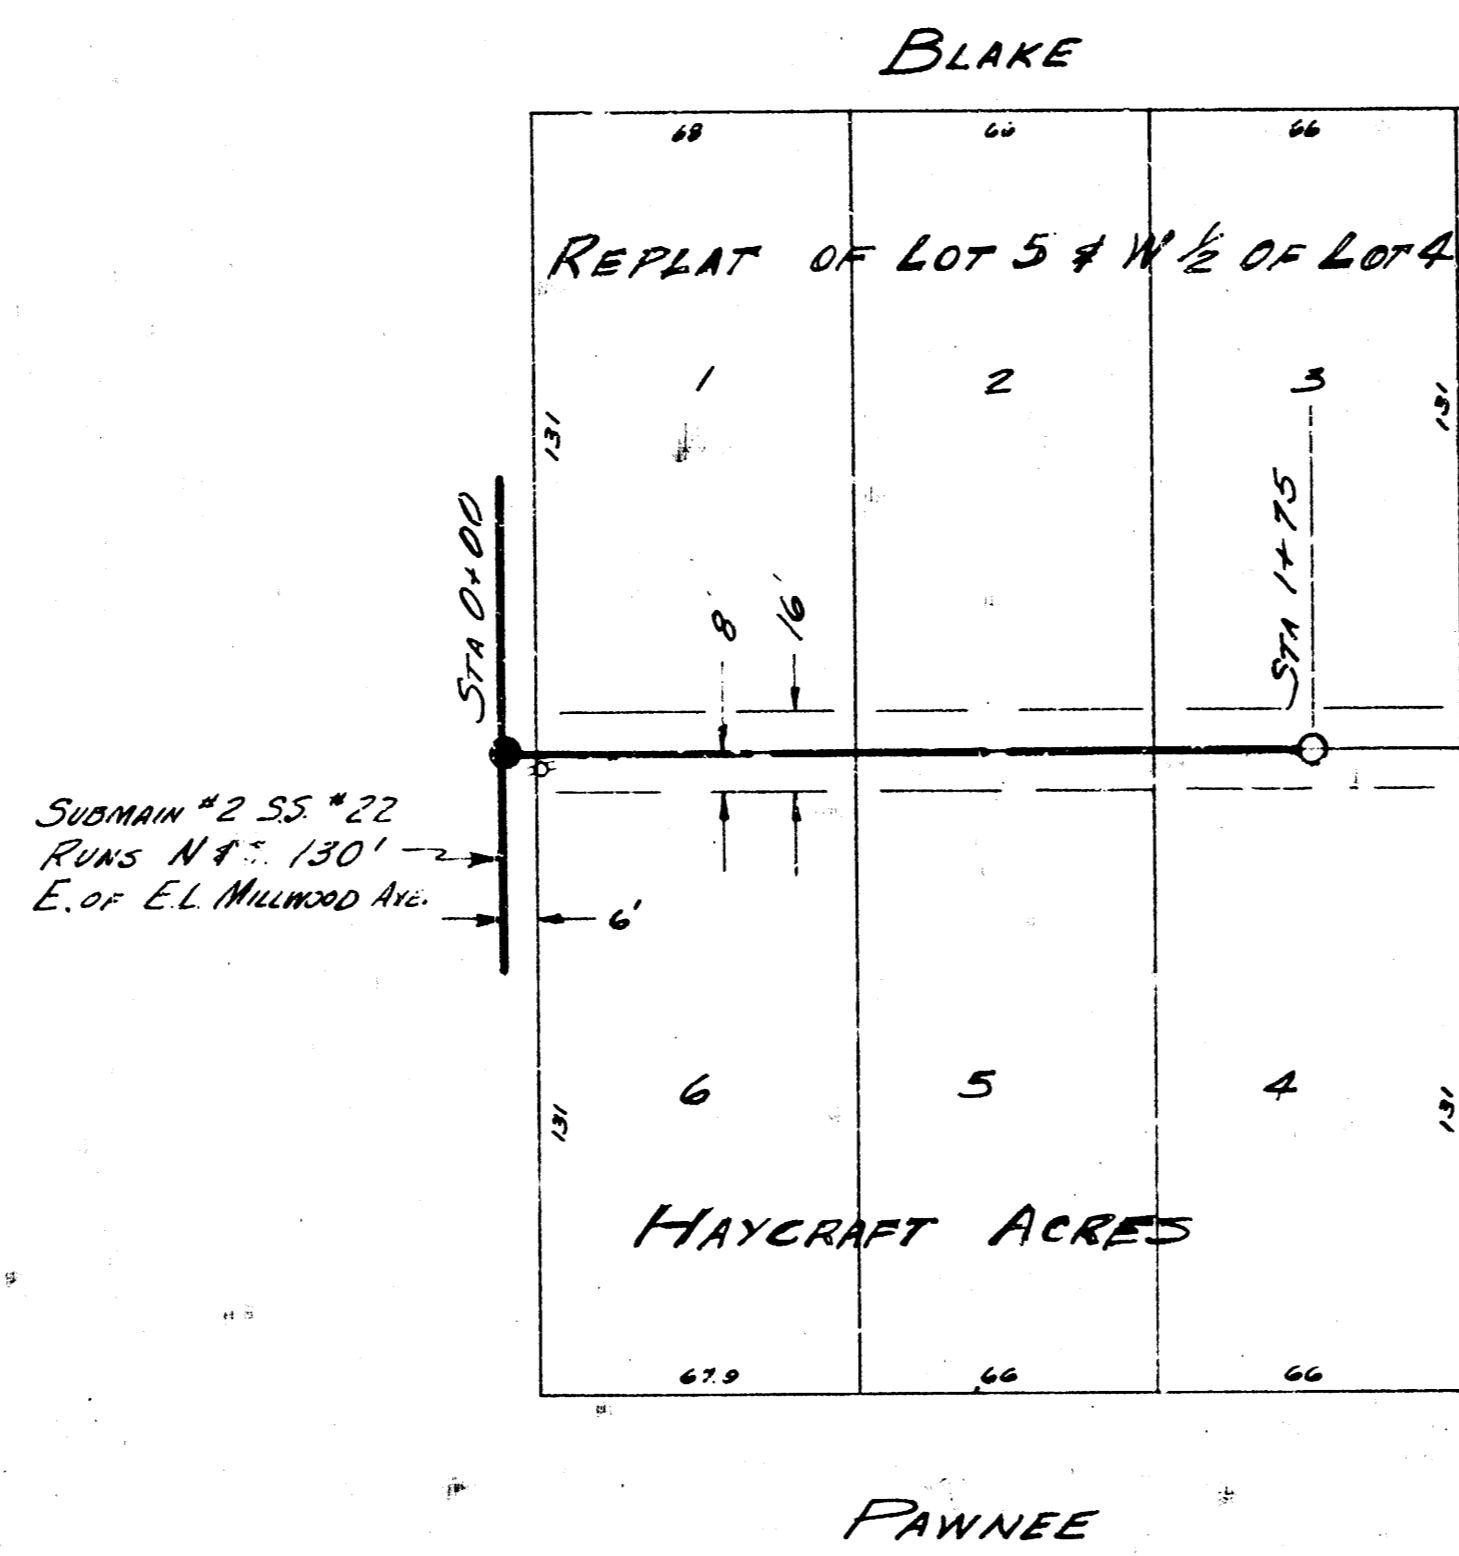 BLAKE
68 66 66
REPLAT OF LOT 5 & W 1/2 OF LOT 4
1 2 3
131 131
STA 0+00
STA 1+75
8' 16'
SUBMAIN #2 S.S. #22
RUNS N & S. 130'
E. OF E.L. MILLWOOD AVE.
6'
6 5 4
131 131
HAYCRAFT ACRES
67.9 66 66
PAWNEE